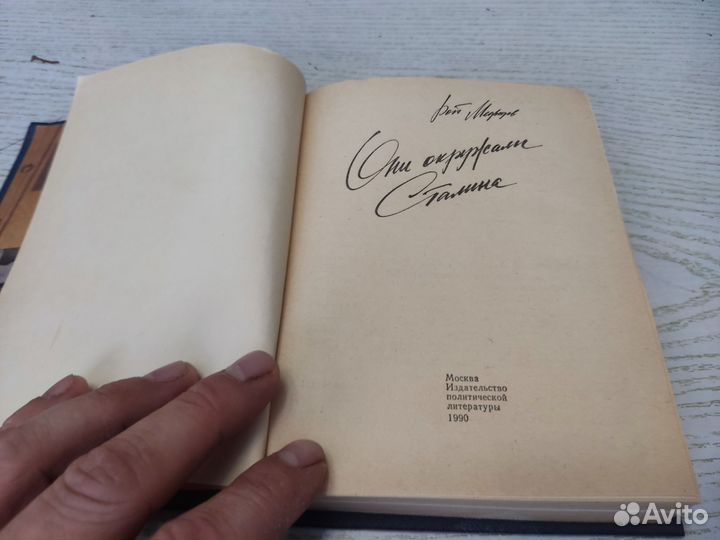 Рой Медведев
Они окружали
Сталина
Москва
Издательство
политической
литературы
1990
Avito